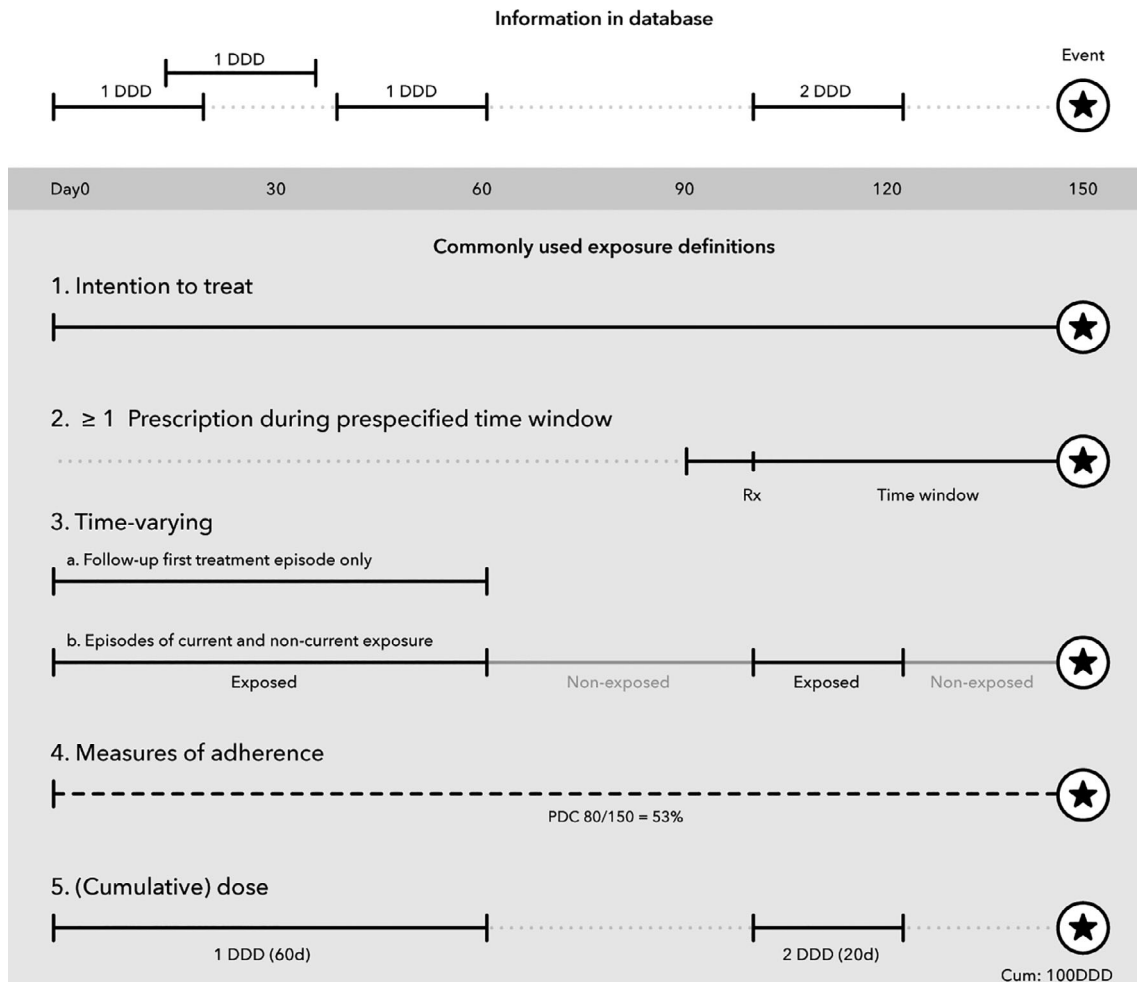 Information in database
1 DDD
Event
1 DDD
1 DDD
2 DDD
Day0 30 60 90 120 150
Commonly used exposure definitions
1. Intention to treat
2. ≥ 1 Prescription during prespecified time window
Rx Time window
3. Time-varying
a. Follow-up first treatment episode only
b. Episodes of current and non-current exposure
Exposed Non-exposed Exposed Non-exposed
4. Measures of adherence
PDC 80/150 = 53%
5. (Cumulative) dose
1 DDD (60d) 2 DDD (20d)
Cum: 100DDD